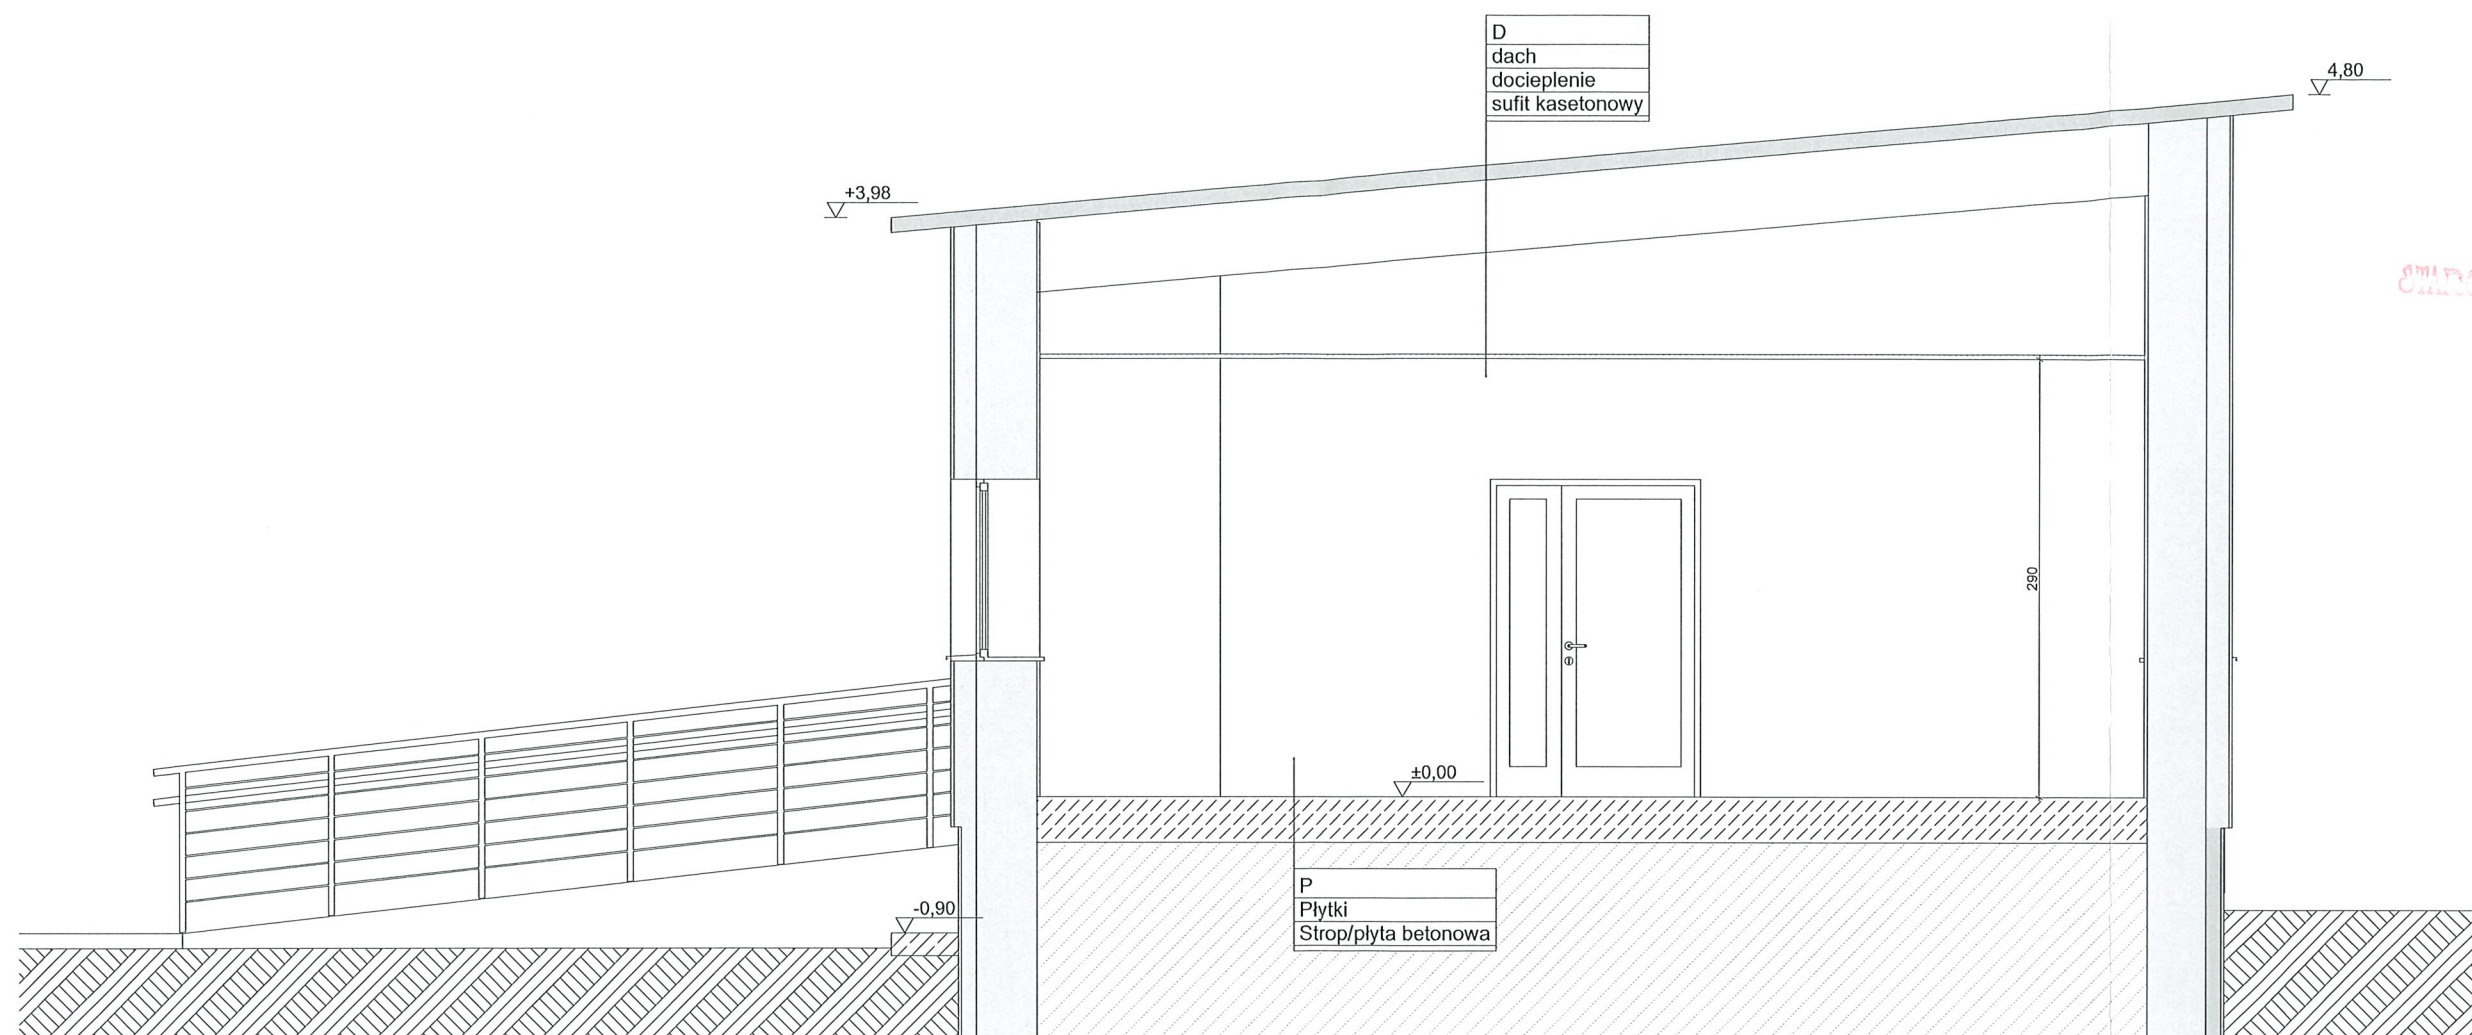 D
dach
docieplenie
sufit kasetonowy
4,80
+3,98
290
±0,00
P
Płytki
Strop/płyta betonowa
-0,90